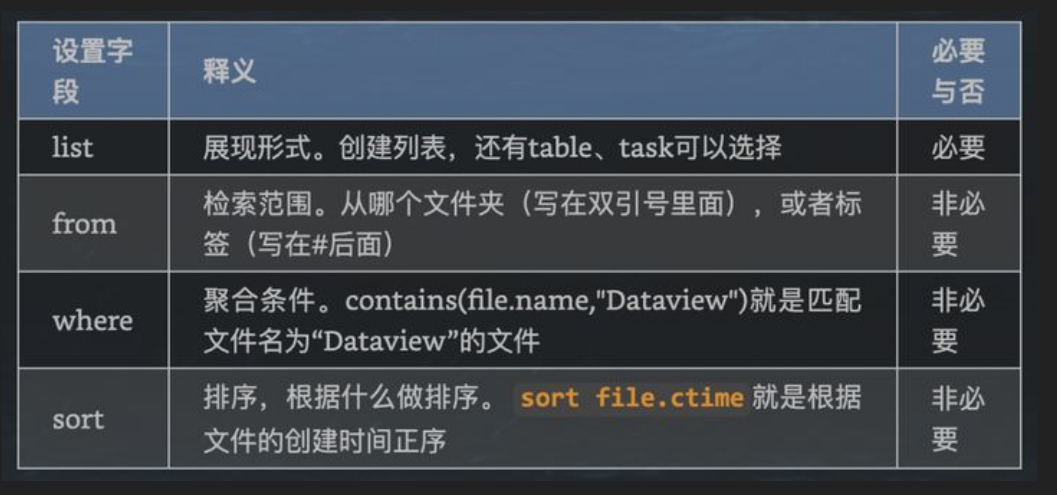 设置字
段
释义
必要
与否
list
展现形式。创建列表，还有table、task可以选择
必要
from
检索范围。从哪个文件夹（写在双引号里面），或者标
签（写在#后面）
非必
要
where
聚合条件。contains(file.name,"Dataview")就是匹配
文件名为“Dataview”的文件
非必
要
sort
排序，根据什么做排序。 sort file.ctime 就是根据
文件的创建时间正序
非必
要